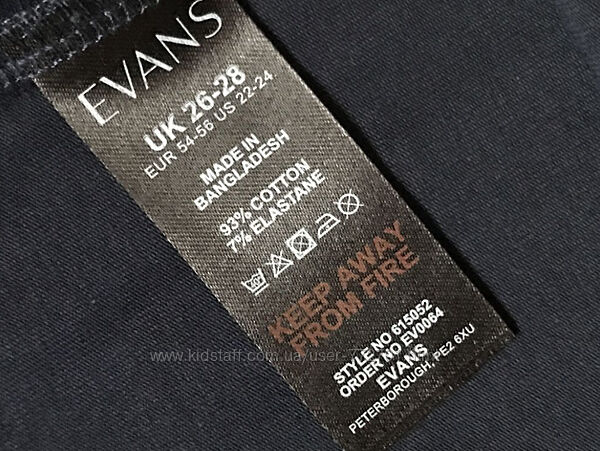 EVANS
UK 26-28
EUR 54-56 US 22-24
MADE IN
BANGLADESH
93% COTTON
7% ELASTANE
KEEP AWAY
FROM FIRE
STYLE NO 615052
ORDER NO EV0064
EVANS
PETERBOROUGH, PE2 6XU
www.kidstaff.com.ua/user-